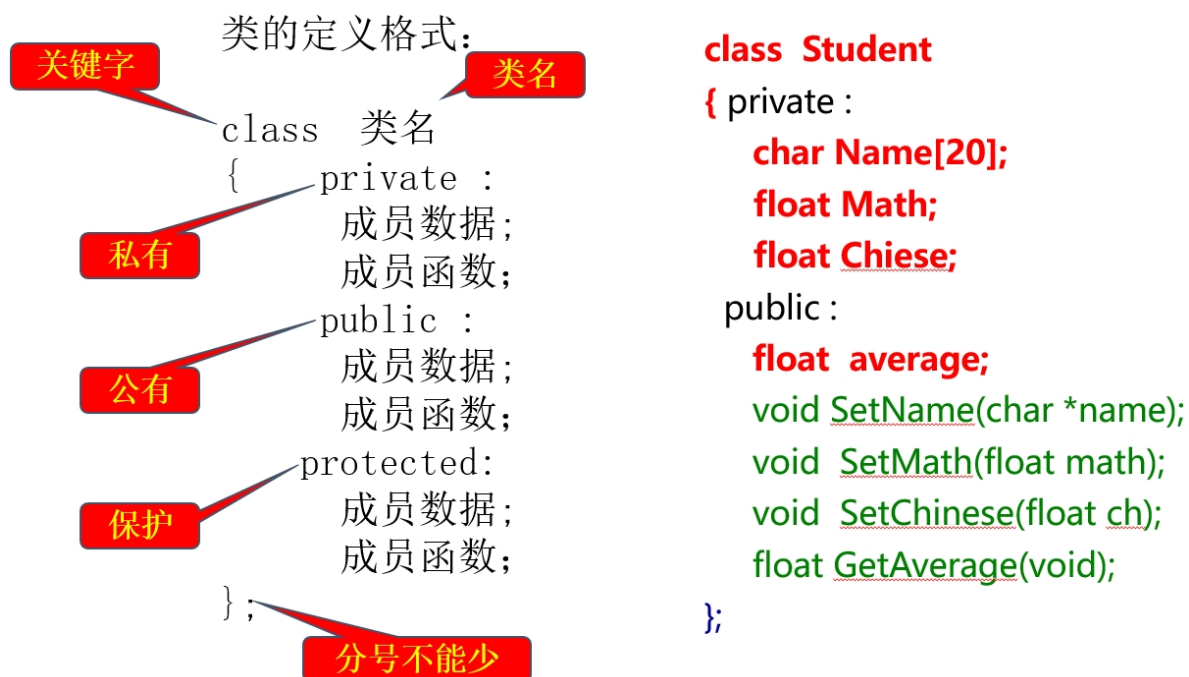 类的定义格式：
关键字
类名
class 类名
{ private :
成员数据;
成员函数;
私有
public :
成员数据;
成员函数;
公有
protected:
成员数据;
成员函数;
保护
};
分号不能少
class Student
{ private :
char Name[20];
float Math;
float Chiese;
public :
float average;
void SetName(char *name);
void SetMath(float math);
void SetChinese(float ch);
float GetAverage(void);
};